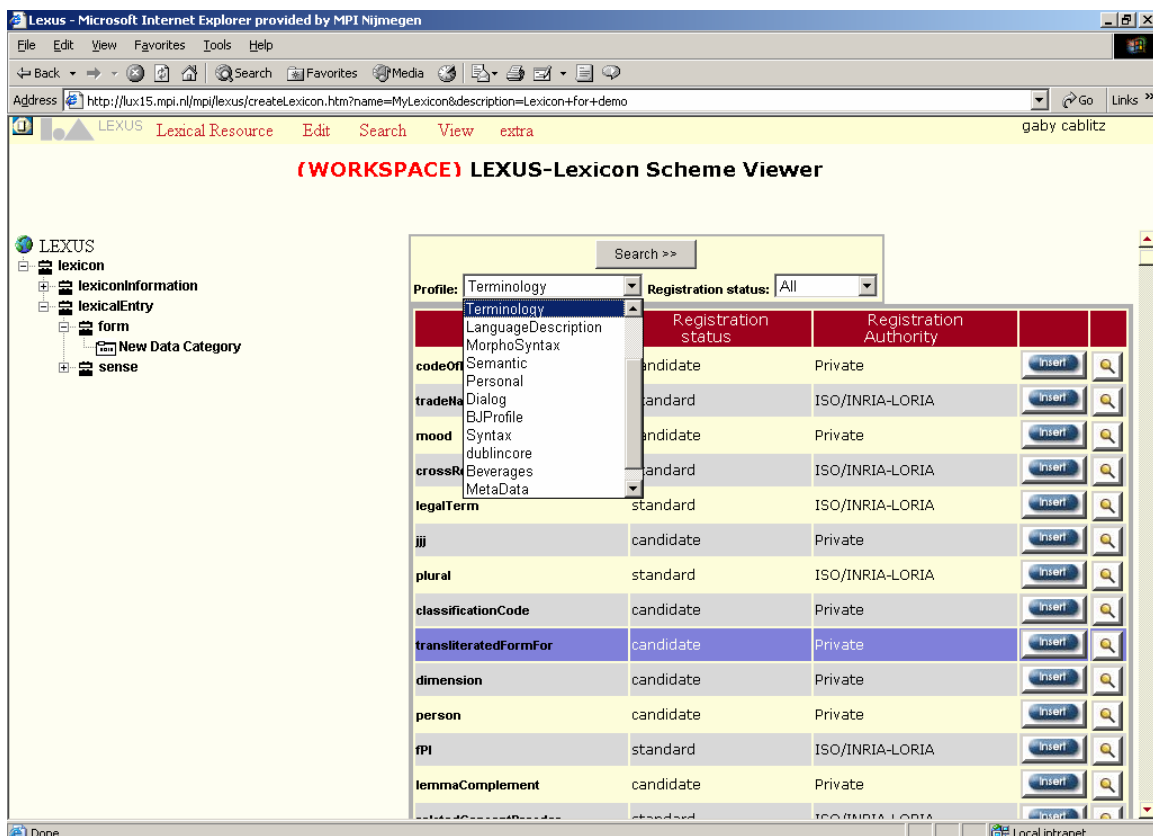 Lexus - Microsoft Internet Explorer provided by MPI Nijmegen
File Edit View Favorites Tools Help
Back Search Favorites Media
Address http://lux15.mpi.nl/mpi/lexus/createLexicon.htm?name=MyLexicon&description=Lexicon+for+demo Go Links »
LEXUS Lexical Resource Edit Search View extra gaby cablitz
(WORKSPACE) LEXUS-Lexicon Scheme Viewer
LEXUS
lexicon
lexiconInformation
lexicalEntry
form
New Data Category
sense
Search >>
Profile: Terminology Registration status: All
Terminology
LanguageDescription
MorphoSyntax
Semantic
Personal
Dialog
BJProfile
Syntax
dublincore
Beverages
MetaData
Registration status Registration Authority
Private Insert
ISO/INRIA-LORIA Insert
mood Private Insert
ISO/INRIA-LORIA Insert
legalTerm standard ISO/INRIA-LORIA Insert
jjj candidate Private Insert
plural standard ISO/INRIA-LORIA Insert
classificationCode candidate Private Insert
transliteratedFormFor candidate Private Insert
dimension candidate Private Insert
person candidate Private Insert
fPI standard ISO/INRIA-LORIA Insert
lemmaComplement candidate Private Insert
standard ISO/INRIA-LORIA Insert
Done Local intranet